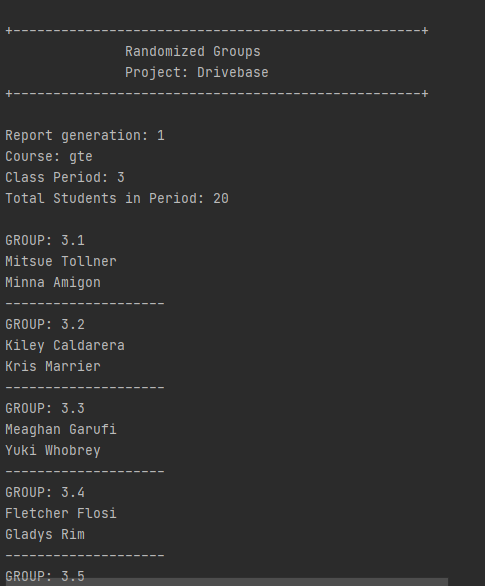 +---------------------------------------------------+
Randomized Groups
Project: Drivebase
+---------------------------------------------------+
Report generation: 1
Course: gte
Class Period: 3
Total Students in Period: 20
GROUP: 3.1
Mitsue Tollner
Minna Amigon
--------------------
GROUP: 3.2
Kiley Caldarera
Kris Marrier
--------------------
GROUP: 3.3
Meaghan Garufi
Yuki Whobrey
--------------------
GROUP: 3.4
Fletcher Flosi
Gladys Rim
--------------------
GROUP: 3.5